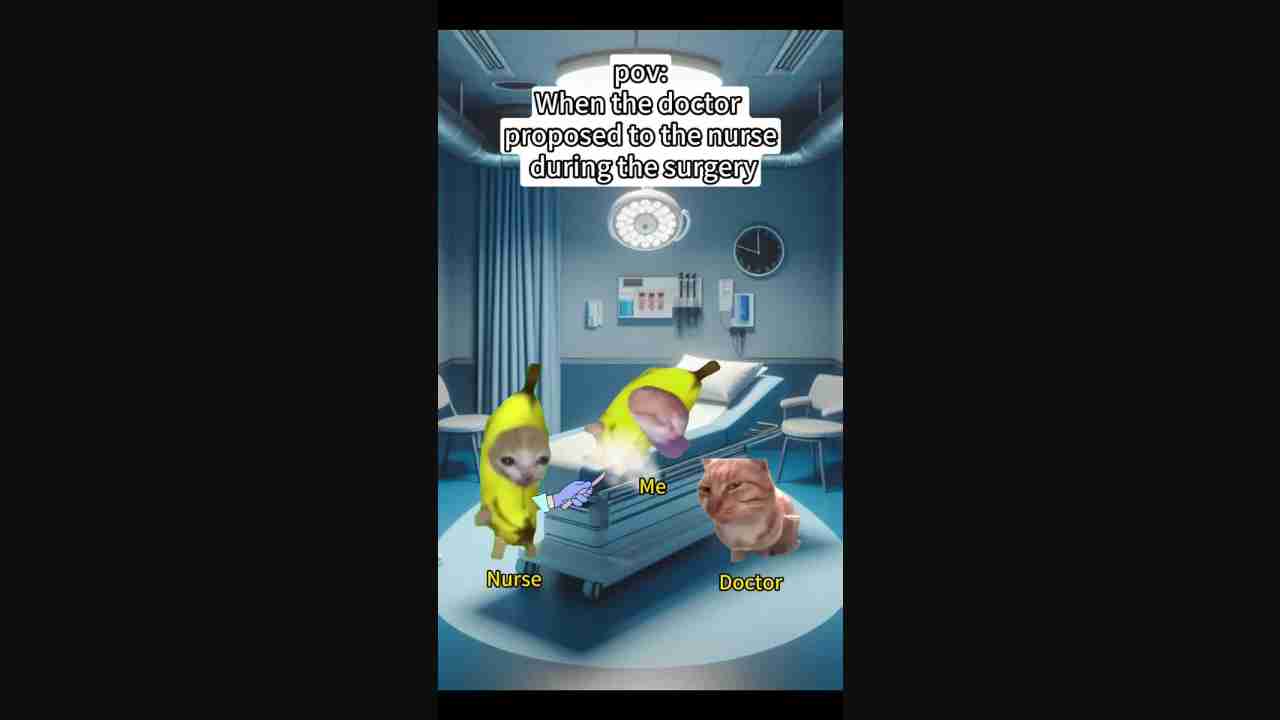 pov:
When the doctor
proposed to the nurse
during the surgery
Me
Nurse
Doctor